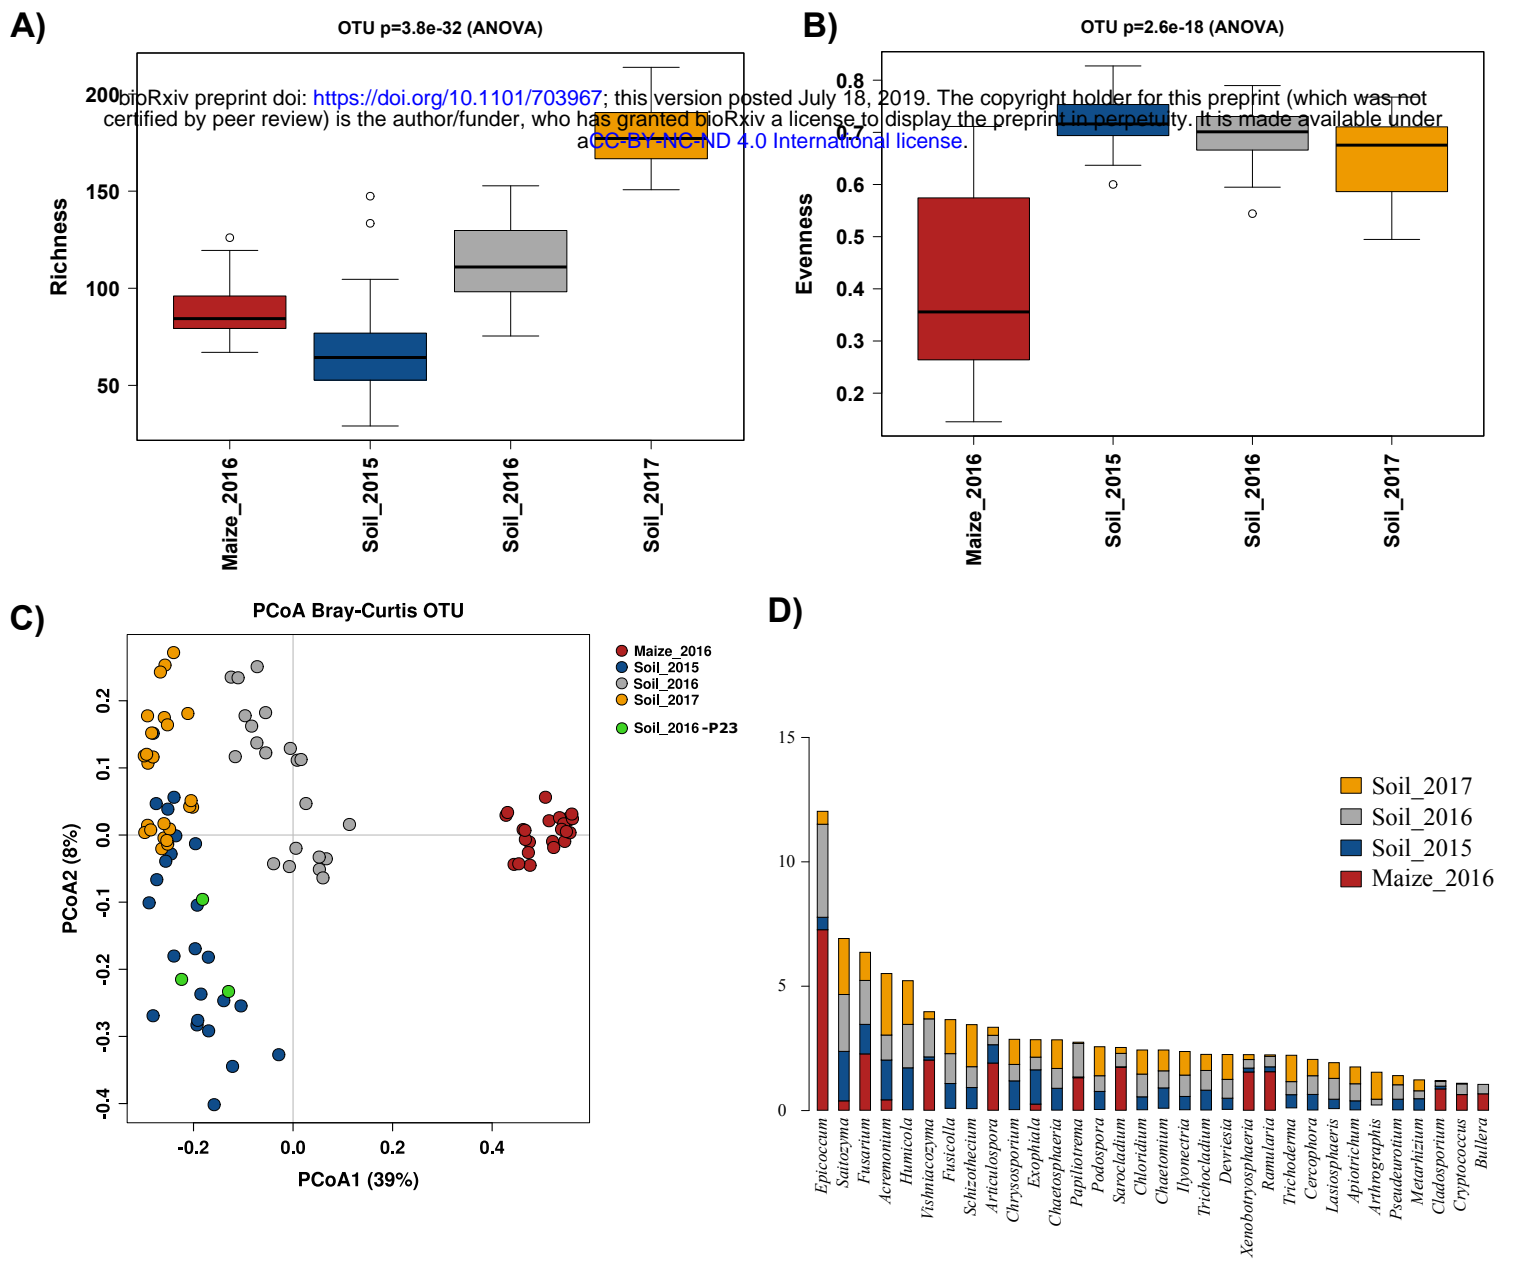 A)
OTU p=3.8e-32 (ANOVA)
Richness
200
150
100
50
Maize_2016
Soil_2015
Soil_2016
Soil_2017
B)
OTU p=2.6e-18 (ANOVA)
Evenness
0.8
0.7
0.6
0.5
0.4
0.3
0.2
Maize_2016
Soil_2015
Soil_2016
Soil_2017
bioRxiv preprint doi: https://doi.org/10.1101/703967; this version posted July 18, 2019. The copyright holder for this preprint (which was not
certified by peer review) is the author/funder, who has granted bioRxiv a license to display the preprint in perpetuity. It is made available under
aCC-BY-NC-ND 4.0 International license.
C)
PCoA Bray-Curtis OTU
PCoA2 (8%)
0.2
0.1
0.0
-0.1
-0.2
-0.3
-0.4
-0.2
0.0
0.2
0.4
PCoA1 (39%)
Maize_2016
Soil_2015
Soil_2016
Soil_2017
Soil_2016-P23
D)
15
10
5
0
Soil_2017
Soil_2016
Soil_2015
Maize_2016
Epicoccum
Saitozyma
Fusarium
Acremonium
Humicola
Vishniacozyma
Fusicolla
Schizothecium
Articulospora
Chrysosporium
Exophiala
Chaetosphaeria
Papiliotrema
Podospora
Sarocladium
Chloridium
Chaetomium
Ilyonectria
Trichocladium
Devriesia
Xenobotryosphaeria
Ramularia
Trichoderma
Cercophora
Lasiosphaeris
Apiotrichum
Arthrographis
Pseudeurotium
Metarhizium
Cladosporium
Cryptococcus
Bullera